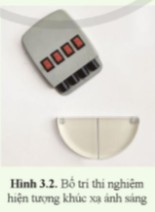 Hình 3.2. Bố trí thí nghiệm
hiện tượng khúc xạ ánh sáng